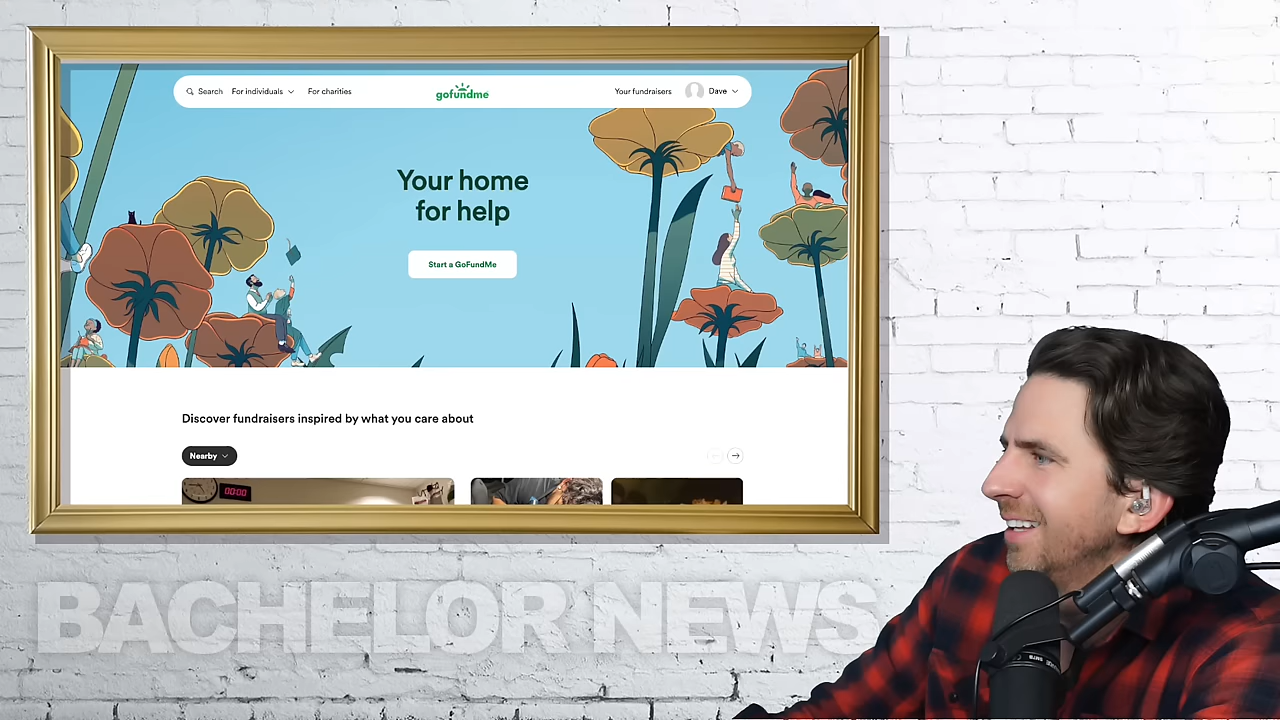 Search For individuals For charities gofundme Your fundraisers Dave
Your home
for help
Start a GoFundMe
Discover fundraisers inspired by what you care about
Nearby
00:00
BACHELOR NEWS